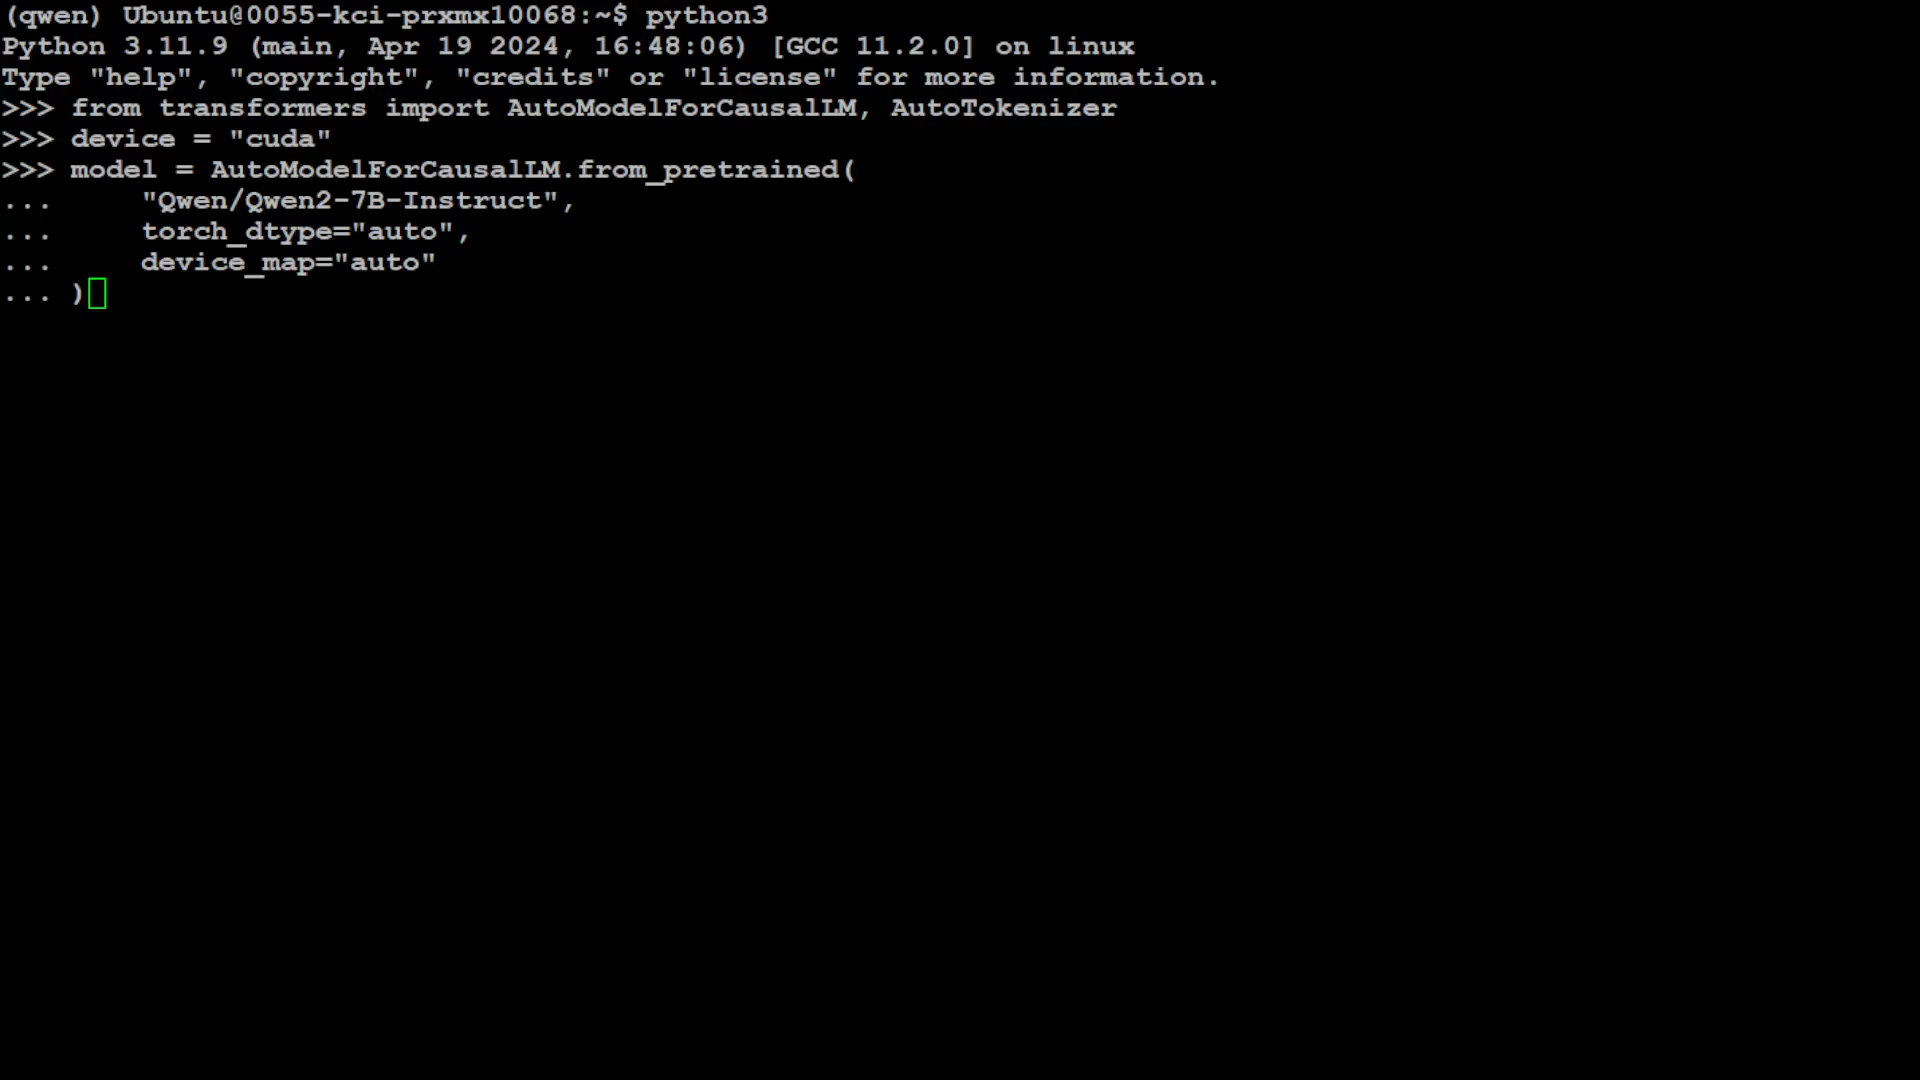 (qwen) Ubuntu@0055-kci-prxmx10068:~$ python3
Python 3.11.9 (main, Apr 19 2024, 16:48:06) [GCC 11.2.0] on linux
Type "help", "copyright", "credits" or "license" for more information.
>>> from transformers import AutoModelForCausalLM, AutoTokenizer
>>> device = "cuda"
>>> model = AutoModelForCausalLM.from_pretrained(
...     "Qwen/Qwen2-7B-Instruct",
...     torch_dtype="auto",
...     device_map="auto"
... )